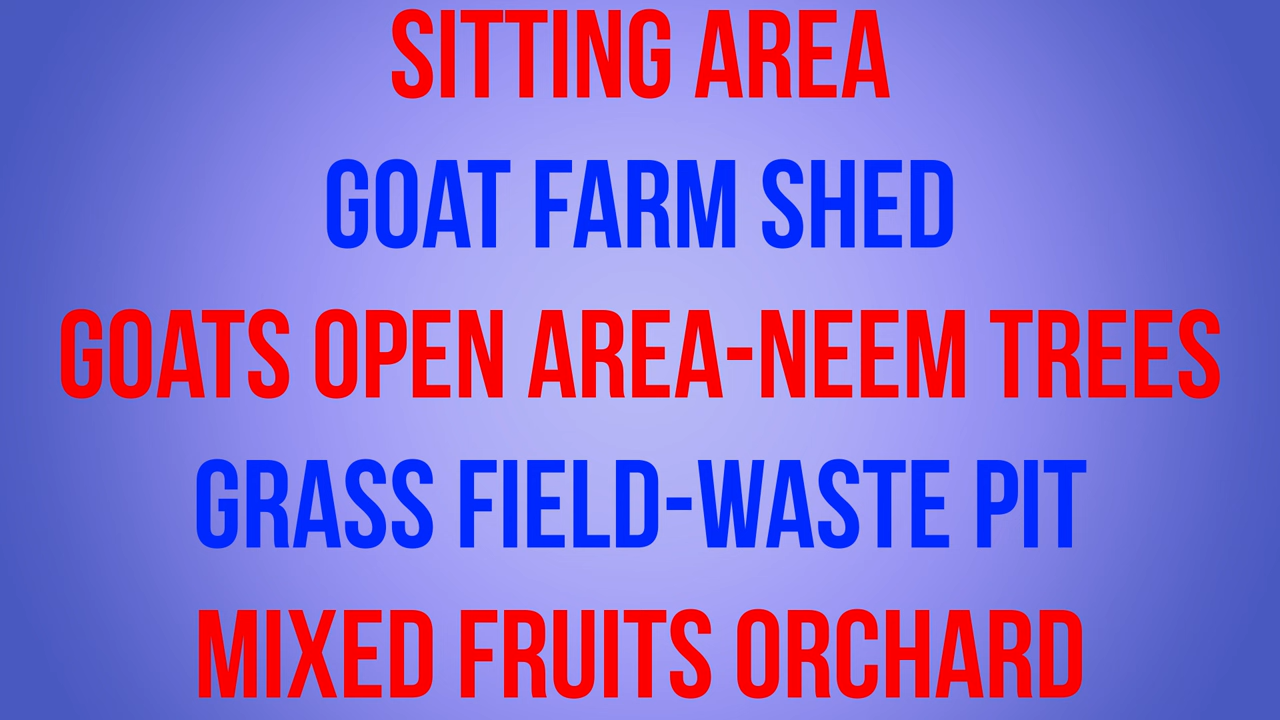 SITTING AREA
GOAT FARM SHED
GOATS OPEN AREA-NEEM TREES
GRASS FIELD-WASTE PIT
MIXED FRUITS ORCHARD